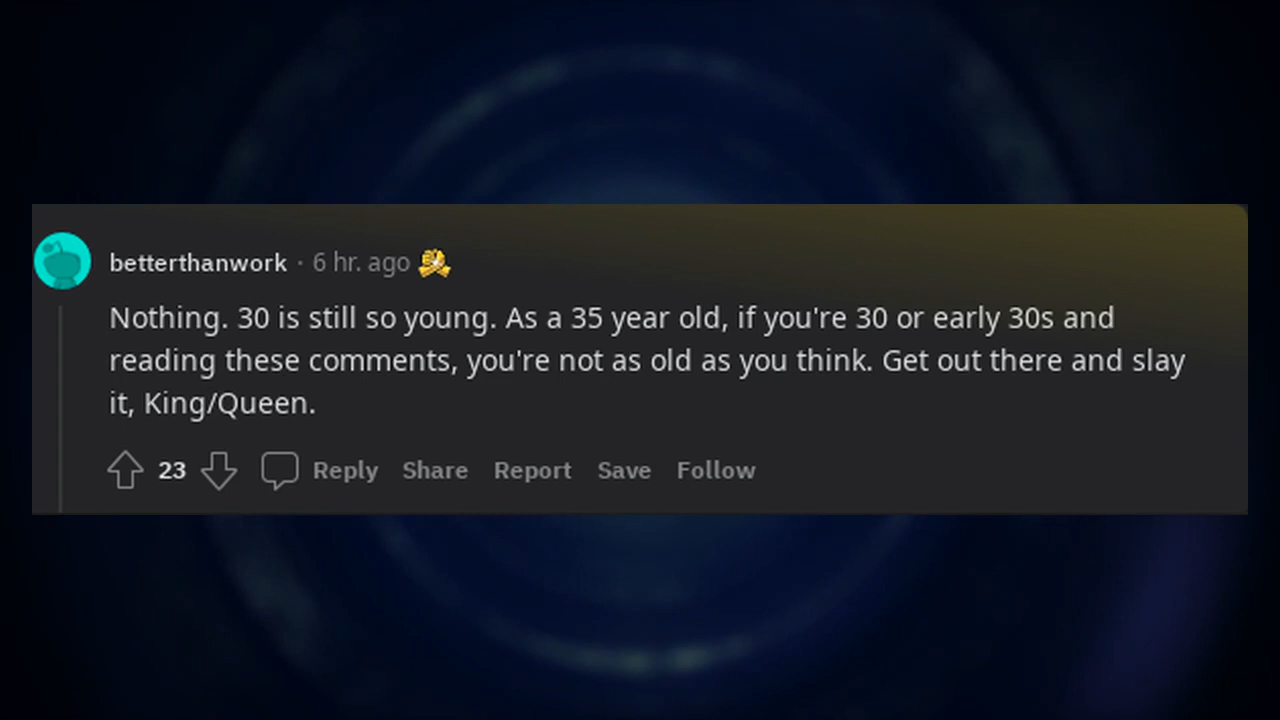 betterthanwork · 6 hr. ago
Nothing. 30 is still so young. As a 35 year old, if you're 30 or early 30s and
reading these comments, you're not as old as you think. Get out there and slay
it, King/Queen.
23 Reply Share Report Save Follow